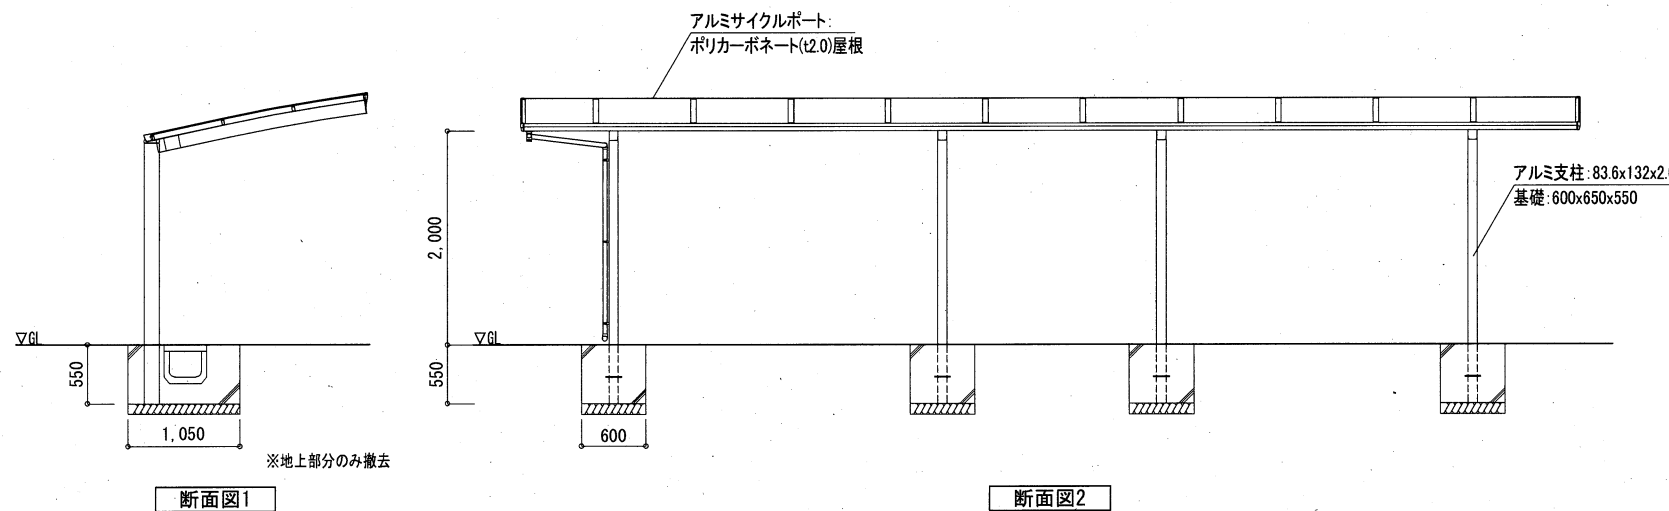 アルミサイクルポート:
ポリカーボネート(t2.0)屋根
アルミ支柱:83.6x132x2.
基礎:600x650x550
2,000
▽GL
▽GL
550
550
1,050
600
※地上部分のみ撤去
断面図1
断面図2